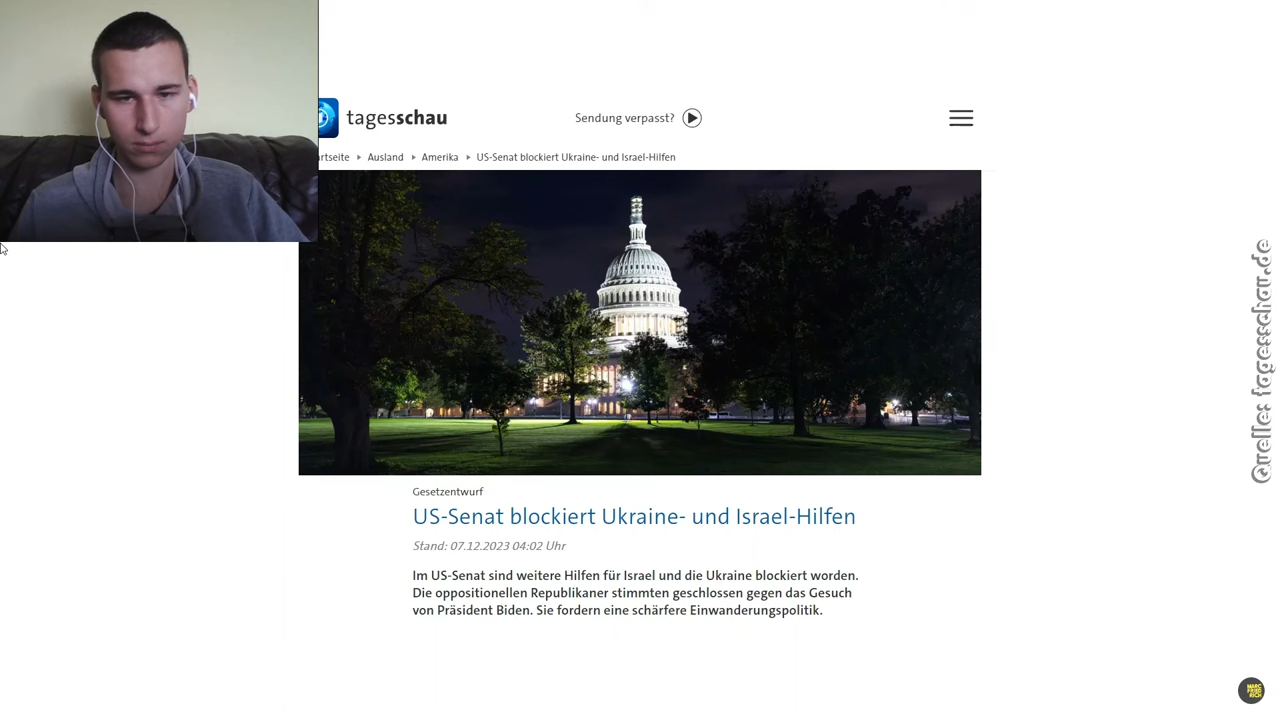 tagesschau
Sendung verpasst?
Ausland
Amerika
US-Senat blockiert Ukraine- und Israel-Hilfen
Gesetzentwurf
US-Senat blockiert Ukraine- und Israel-Hilfen
Stand: 07.12.2023 04:02 Uhr
Im US-Senat sind weitere Hilfen für Israel und die Ukraine blockiert worden.
Die oppositionellen Republikaner stimmten geschlossen gegen das Gesuch
von Präsident Biden. Sie fordern eine schärfere Einwanderungspolitik.
@Quelle: tagesschau.de
MARC
FRIED
RICH